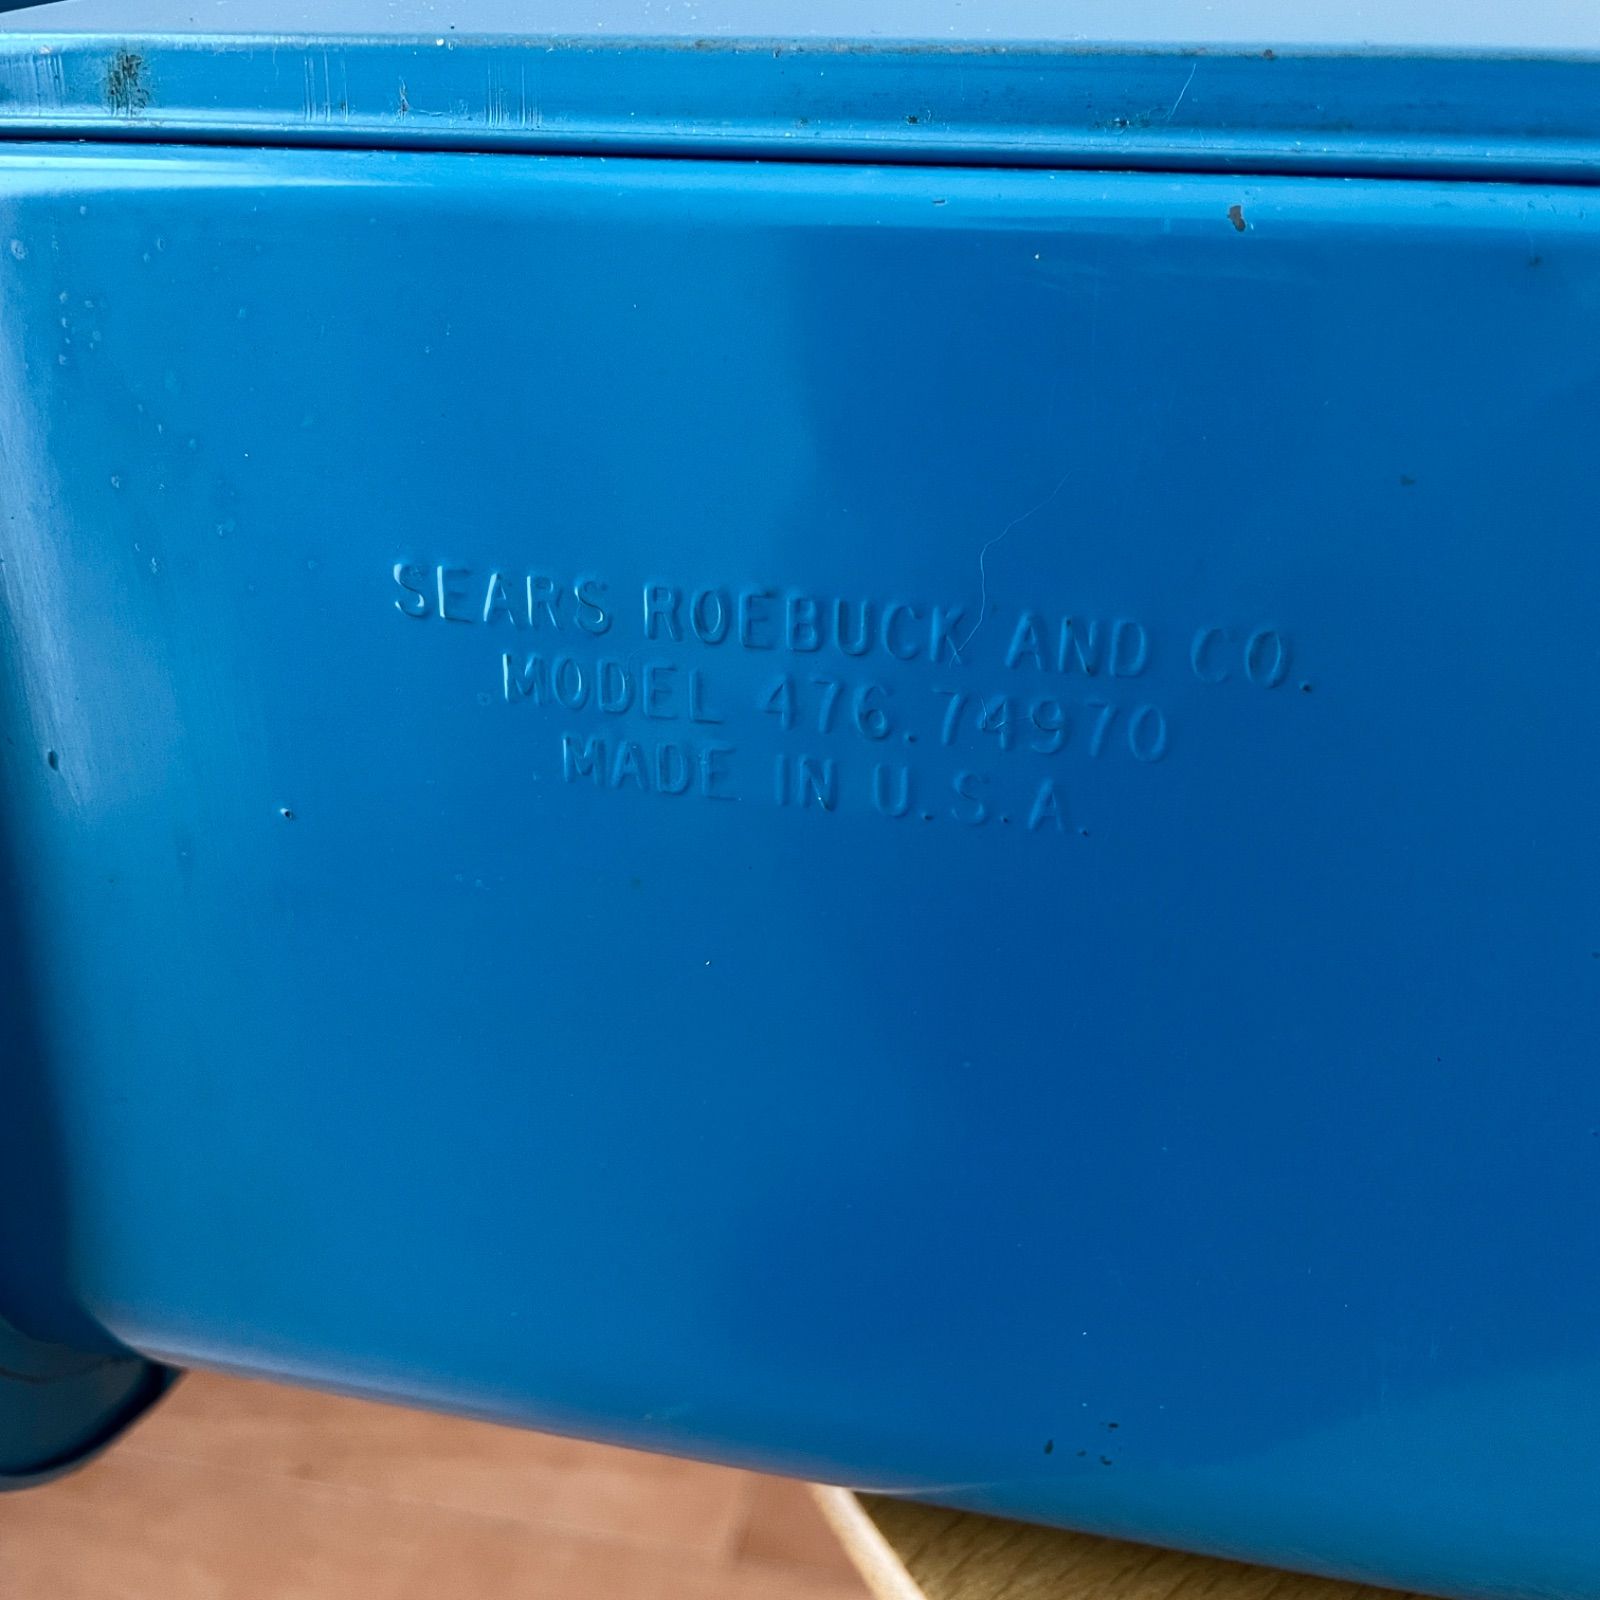 SEARS ROEBUCK AND CO.
MODEL 476.74970
MADE IN U.S.A.